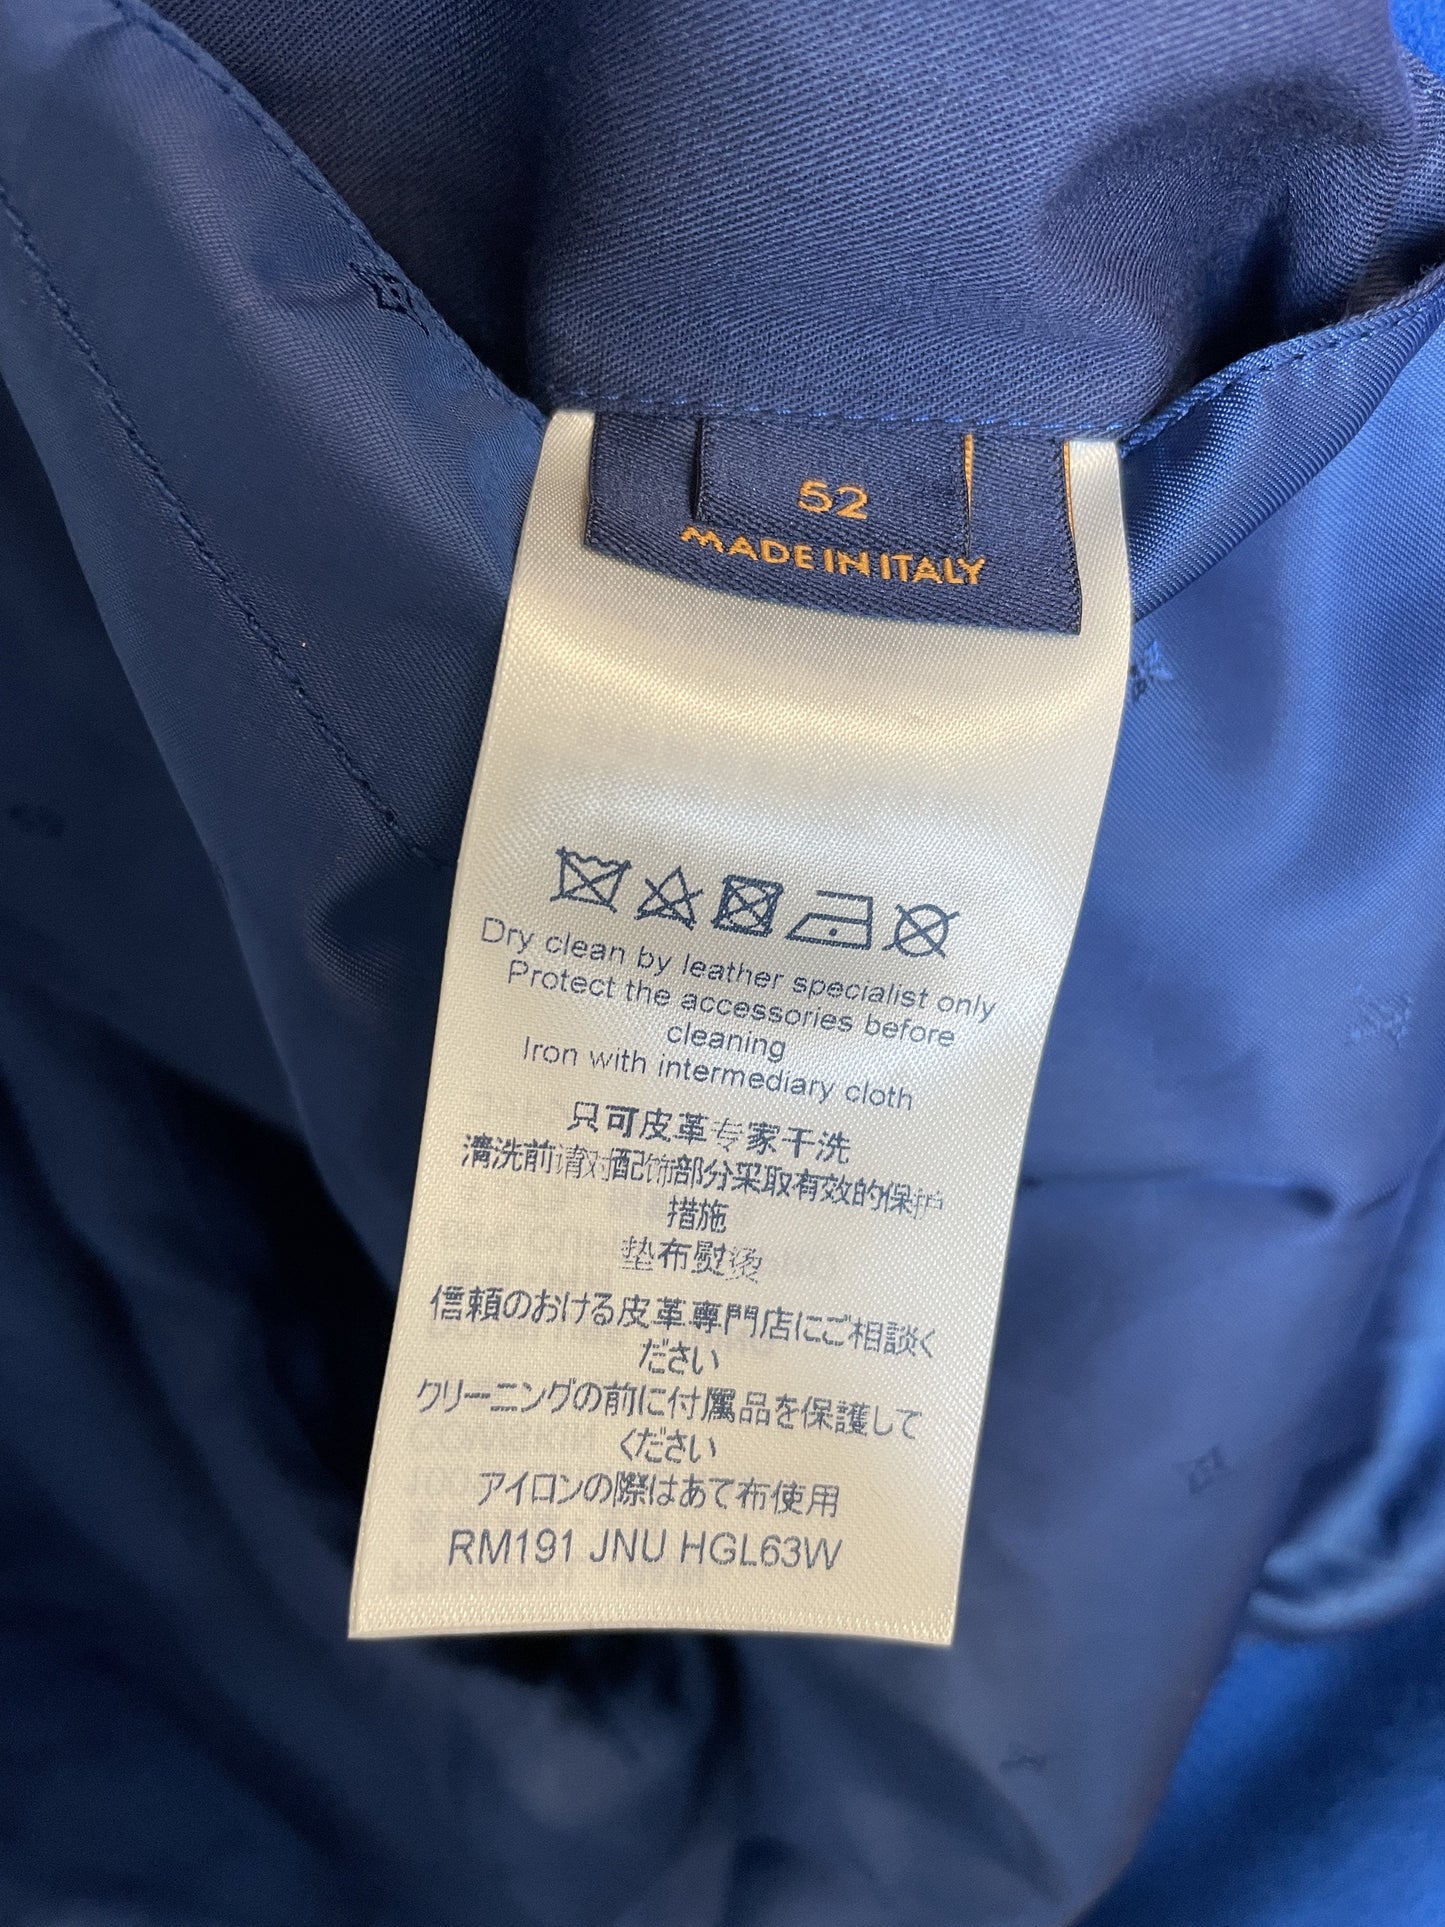 52
MADE IN ITALY
Dry clean by leather specialist only
Protect the accessories before
cleaning
Iron with intermediary cloth
只可皮革专家干洗
清洗前请对配饰部分采取有效的保护
措施
垫布熨烫
信頼のおける皮革専門店にご相談く
ださい
クリーニングの前に付属品を保護して
ください
アイロンの際はあて布使用
RM191 JNU HGL63W